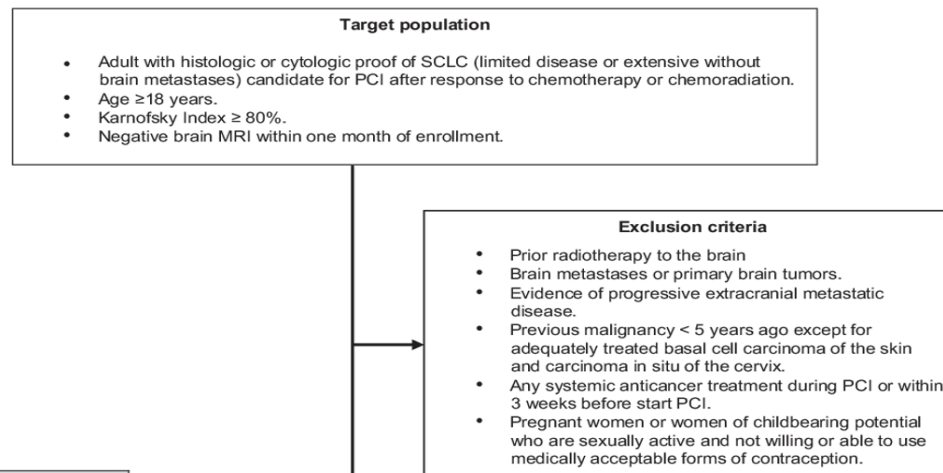 Target population
• Adult with histologic or cytologic proof of SCLC (limited disease or extensive without
brain metastases) candidate for PCI after response to chemotherapy or chemoradiation.
• Age ≥18 years.
• Karnofsky Index ≥ 80%.
• Negative brain MRI within one month of enrollment.
Exclusion criteria
• Prior radiotherapy to the brain
• Brain metastases or primary brain tumors.
• Evidence of progressive extracranial metastatic
disease.
• Previous malignancy < 5 years ago except for
adequately treated basal cell carcinoma of the skin
and carcinoma in situ of the cervix.
• Any systemic anticancer treatment during PCI or within
3 weeks before start PCI.
• Pregnant women or women of childbearing potential
who are sexually active and not willing or able to use
medically acceptable forms of contraception.